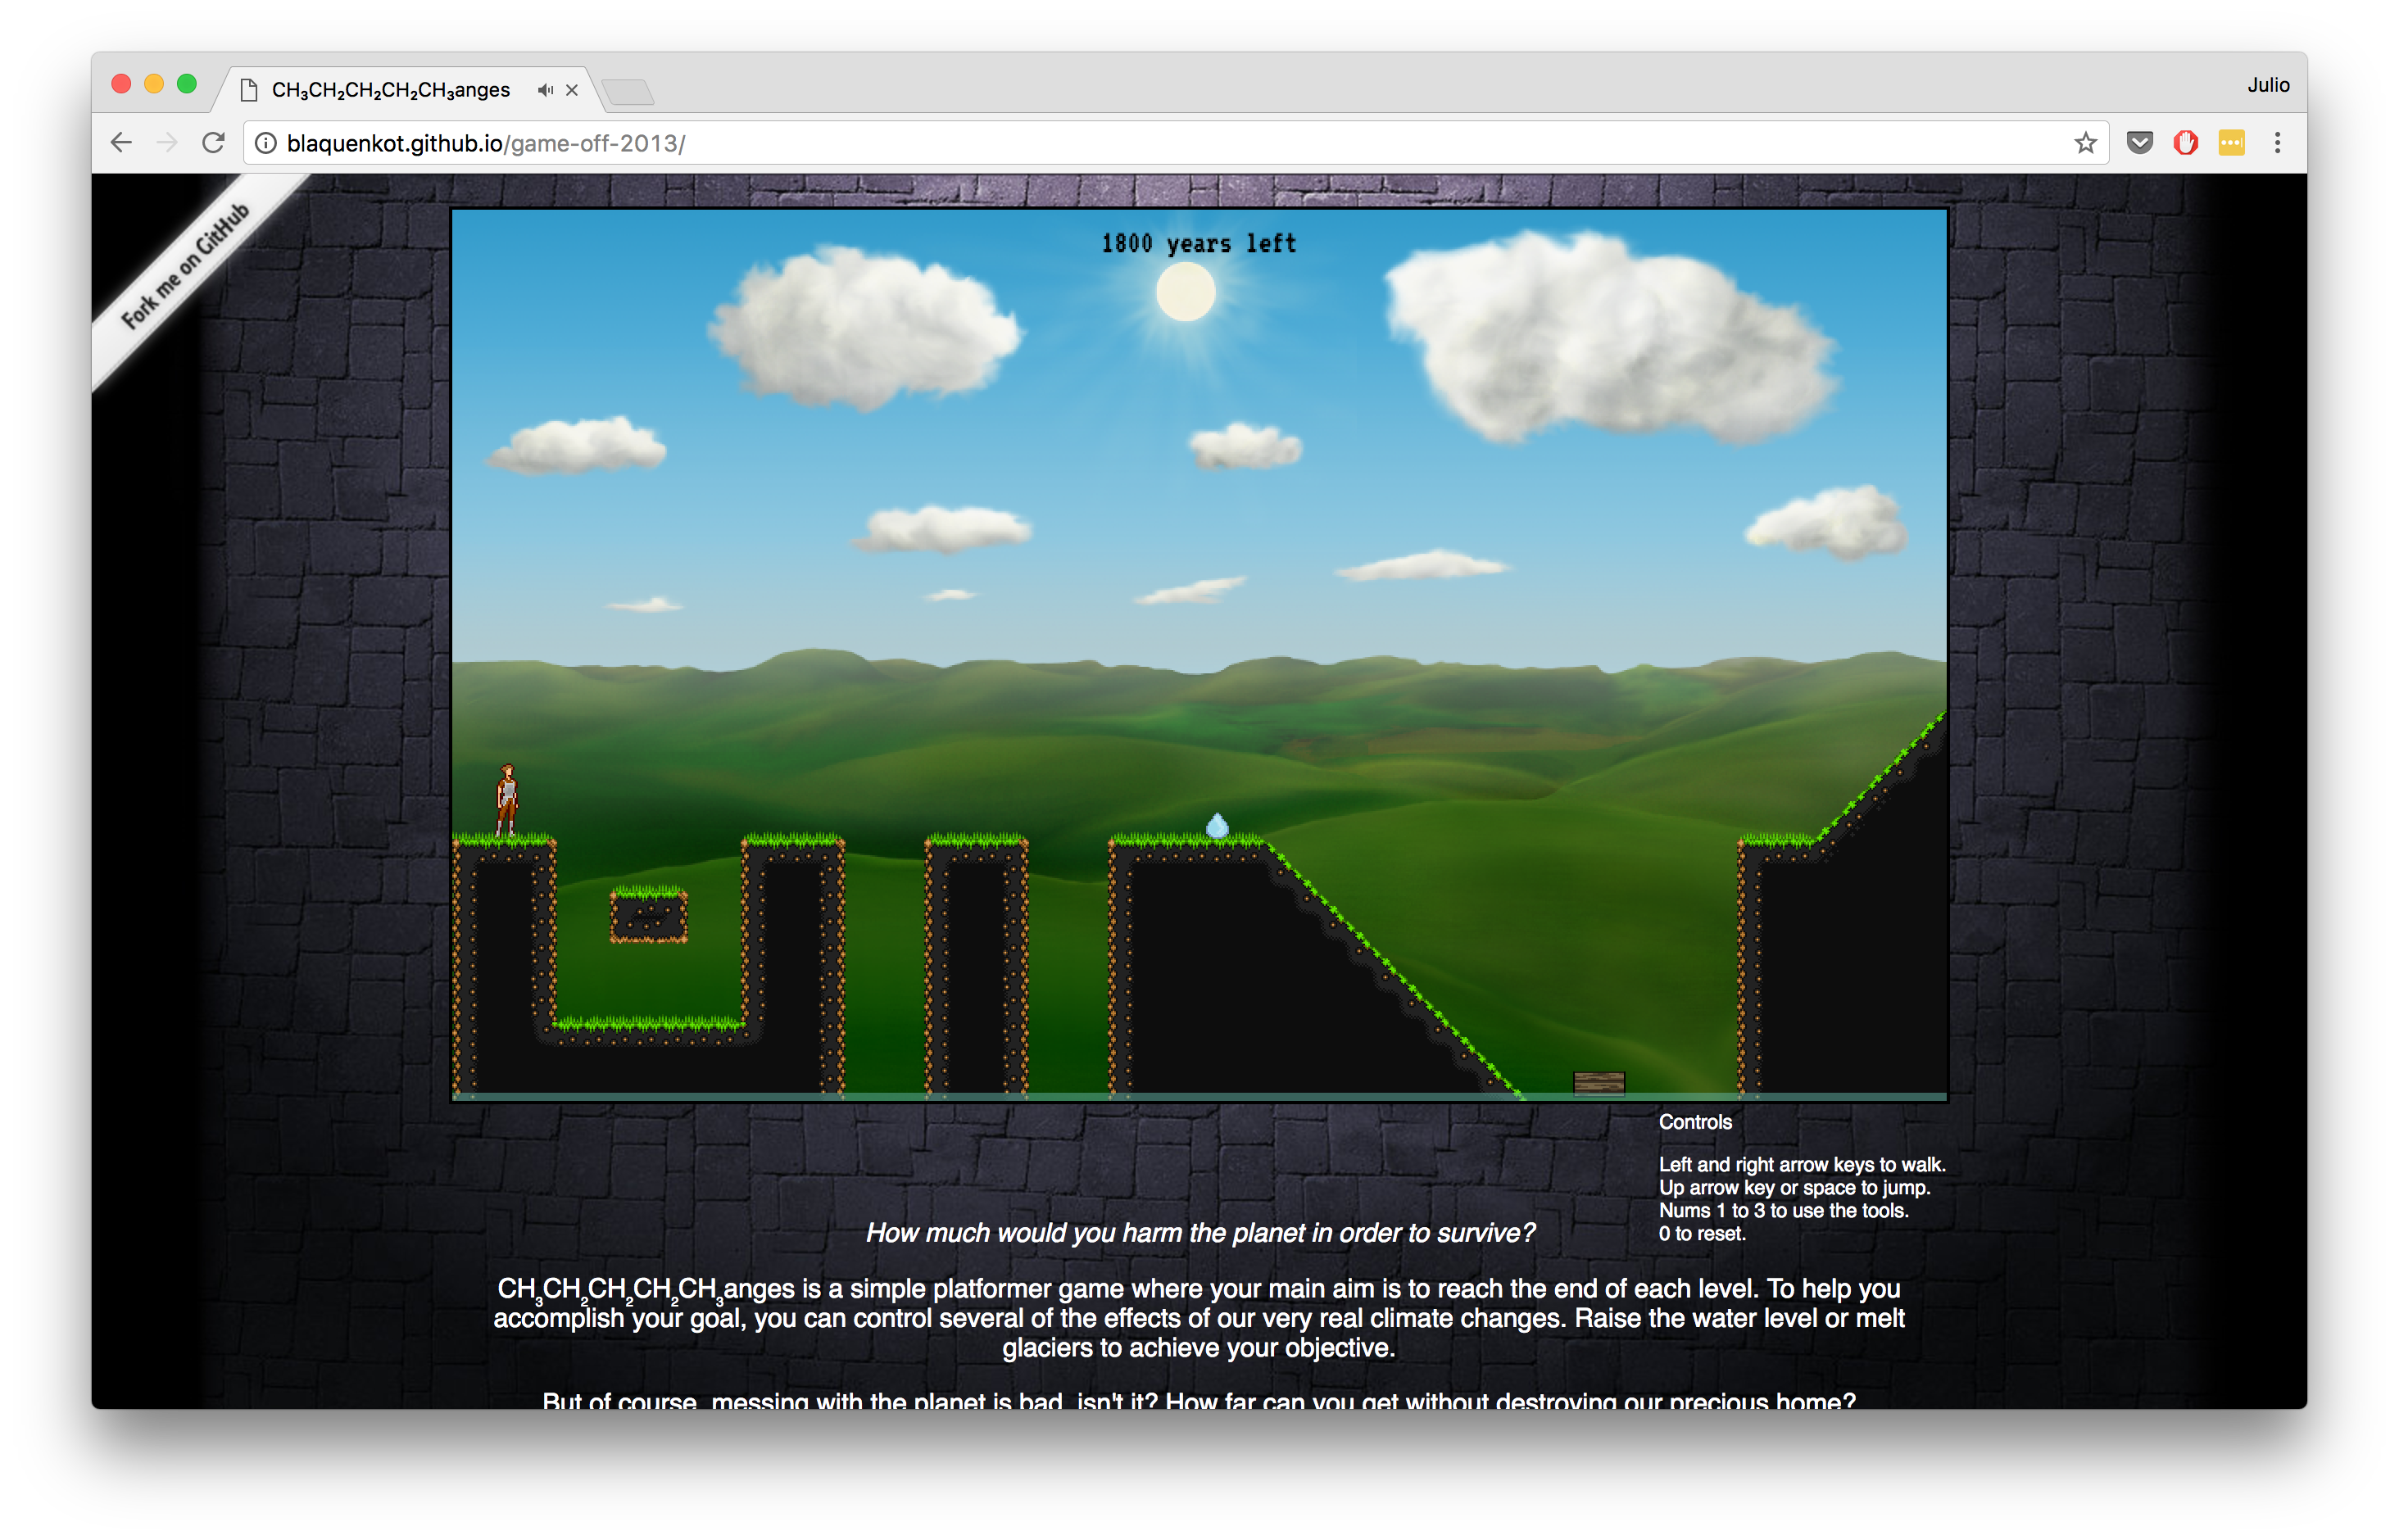 CH₃CH₂CH₂CH₂CH₃anges
Julio
blaquenkot.github.io/game-off-2013/
Fork me on GitHub
1800 years left
Controls
Left and right arrow keys to walk.
Up arrow key or space to jump.
Nums 1 to 3 to use the tools.
0 to reset.
How much would you harm the planet in order to survive?
CH₃CH₂CH₂CH₂CH₃anges is a simple platformer game where your main aim is to reach the end of each level. To help you
accomplish your goal, you can control several of the effects of our very real climate changes. Raise the water level or melt
glaciers to achieve your objective.
But of course, messing with the planet is bad, isn't it? How far can you get without destroying our precious home?